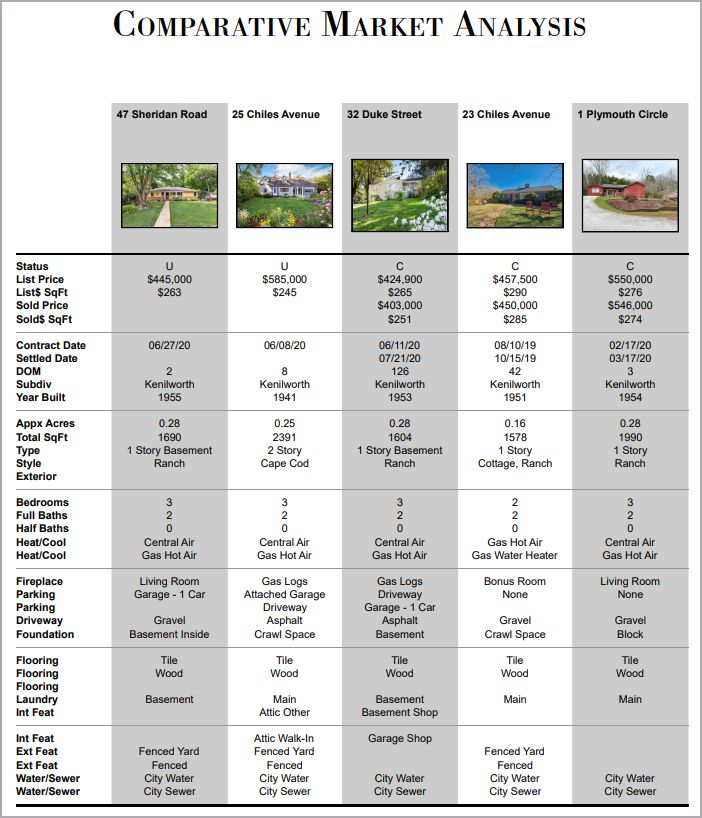 COMPARATIVE MARKET ANALYSIS
47 Sheridan Road 25 Chiles Avenue 32 Duke Street 23 Chiles Avenue 1 Plymouth Circle
Status U U C C C
List Price $445,000 $585,000 $424,900 $457,500 $550,000
List$ SqFt $263 $245 $265 $290 $276
Sold Price $403,000 $450,000 $546,000
Sold$ SqFt $251 $285 $274
Contract Date 06/27/20 06/08/20 06/11/20 08/10/19 02/17/20
Settled Date 07/21/20 10/15/19 03/17/20
DOM 2 8 126 42 3
Subdiv Kenilworth Kenilworth Kenilworth Kenilworth Kenilworth
Year Built 1955 1941 1953 1951 1954
Appx Acres 0.28 0.25 0.28 0.16 0.28
Total SqFt 1690 2391 1604 1578 1990
Type 1 Story Basement 2 Story 1 Story Basement 1 Story 1 Story
Style Ranch Cape Cod Ranch Cottage, Ranch Ranch
Exterior
Bedrooms 3 3 3 2 3
Full Baths 2 2 2 2 2
Half Baths 0 0 0 0 0
Heat/Cool Central Air Central Air Central Air Gas Hot Air Central Air
Heat/Cool Gas Hot Air Gas Hot Air Gas Hot Air Gas Water Heater Gas Hot Air
Fireplace Living Room Gas Logs Gas Logs Bonus Room Living Room
Parking Garage - 1 Car Attached Garage Driveway None None
Parking Driveway Garage - 1 Car
Driveway Gravel Asphalt Asphalt Gravel Gravel
Foundation Basement Inside Crawl Space Basement Crawl Space Block
Flooring Tile Tile Tile Tile Tile
Flooring Wood Wood Wood Wood Wood
Flooring
Laundry Basement Main Basement Main Main
Int Feat Attic Other Basement Shop
Int Feat Attic Walk-In Garage Shop
Ext Feat Fenced Yard Fenced Yard Fenced Yard
Ext Feat Fenced Fenced Fenced
Water/Sewer City Water City Water City Water City Water City Water
Water/Sewer City Sewer City Sewer City Sewer City Sewer City Sewer